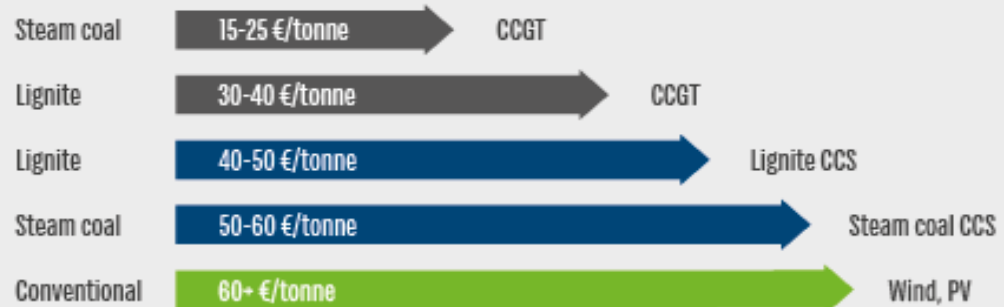 Steam coal 15-25 €/tonne CCGT
Lignite 30-40 €/tonne CCGT
Lignite 40-50 €/tonne Lignite CCS
Steam coal 50-60 €/tonne Steam coal CCS
Conventional 60+ €/tonne Wind, PV